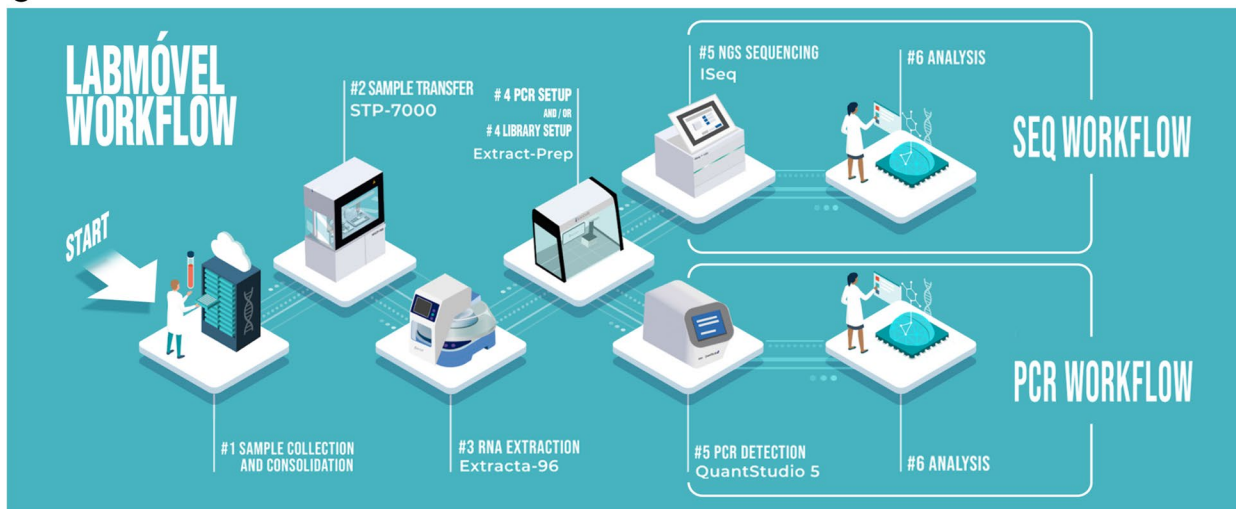 LABMÓVEL
WORKFLOW
START
#1 SAMPLE COLLECTION
AND CONSOLIDATION
#2 SAMPLE TRANSFER
STP-7000
#3 RNA EXTRACTION
Extracta-96
# 4 PCR SETUP
AND / OR
# 4 LIBRARY SETUP
Extract-Prep
#5 NGS SEQUENCING
ISeq
#6 ANALYSIS
SEQ WORKFLOW
#5 PCR DETECTION
QuantStudio 5
#6 ANALYSIS
PCR WORKFLOW